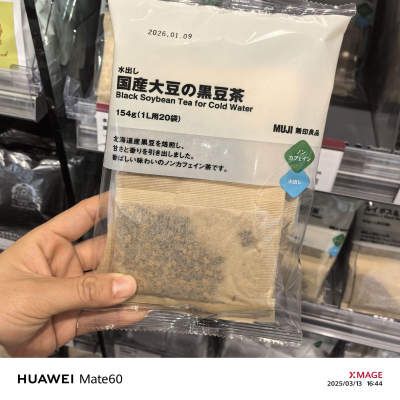 2026.01.09
水出し
国産大豆の黒豆茶
Black Soybean Tea for Cold Water
154g(1L用20袋)
MUJI 無印良品
北海道産黒豆を焙煎し、
甘さと香りを引き出しました。
香ばしい味わいのノンカフェイン茶です。
ノン
カフェイン
水出し
HUAWEI Mate60
XMAGE
2025/03/13 16:44